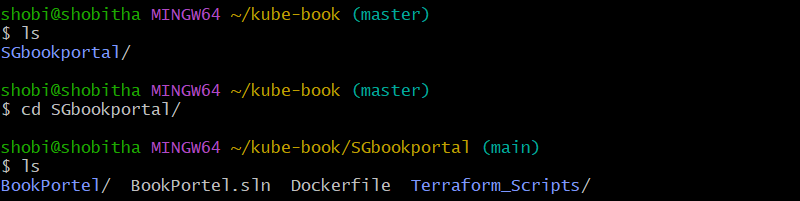 shobi@shobitha MINGW64 ~/kube-book (master)
$ ls
SGbookportal/
shobi@shobitha MINGW64 ~/kube-book (master)
$ cd SGbookportal/
shobi@shobitha MINGW64 ~/kube-book/SGbookportal (main)
$ ls
BookPortel/  BookPortel.sln  Dockerfile  Terraform_Scripts/